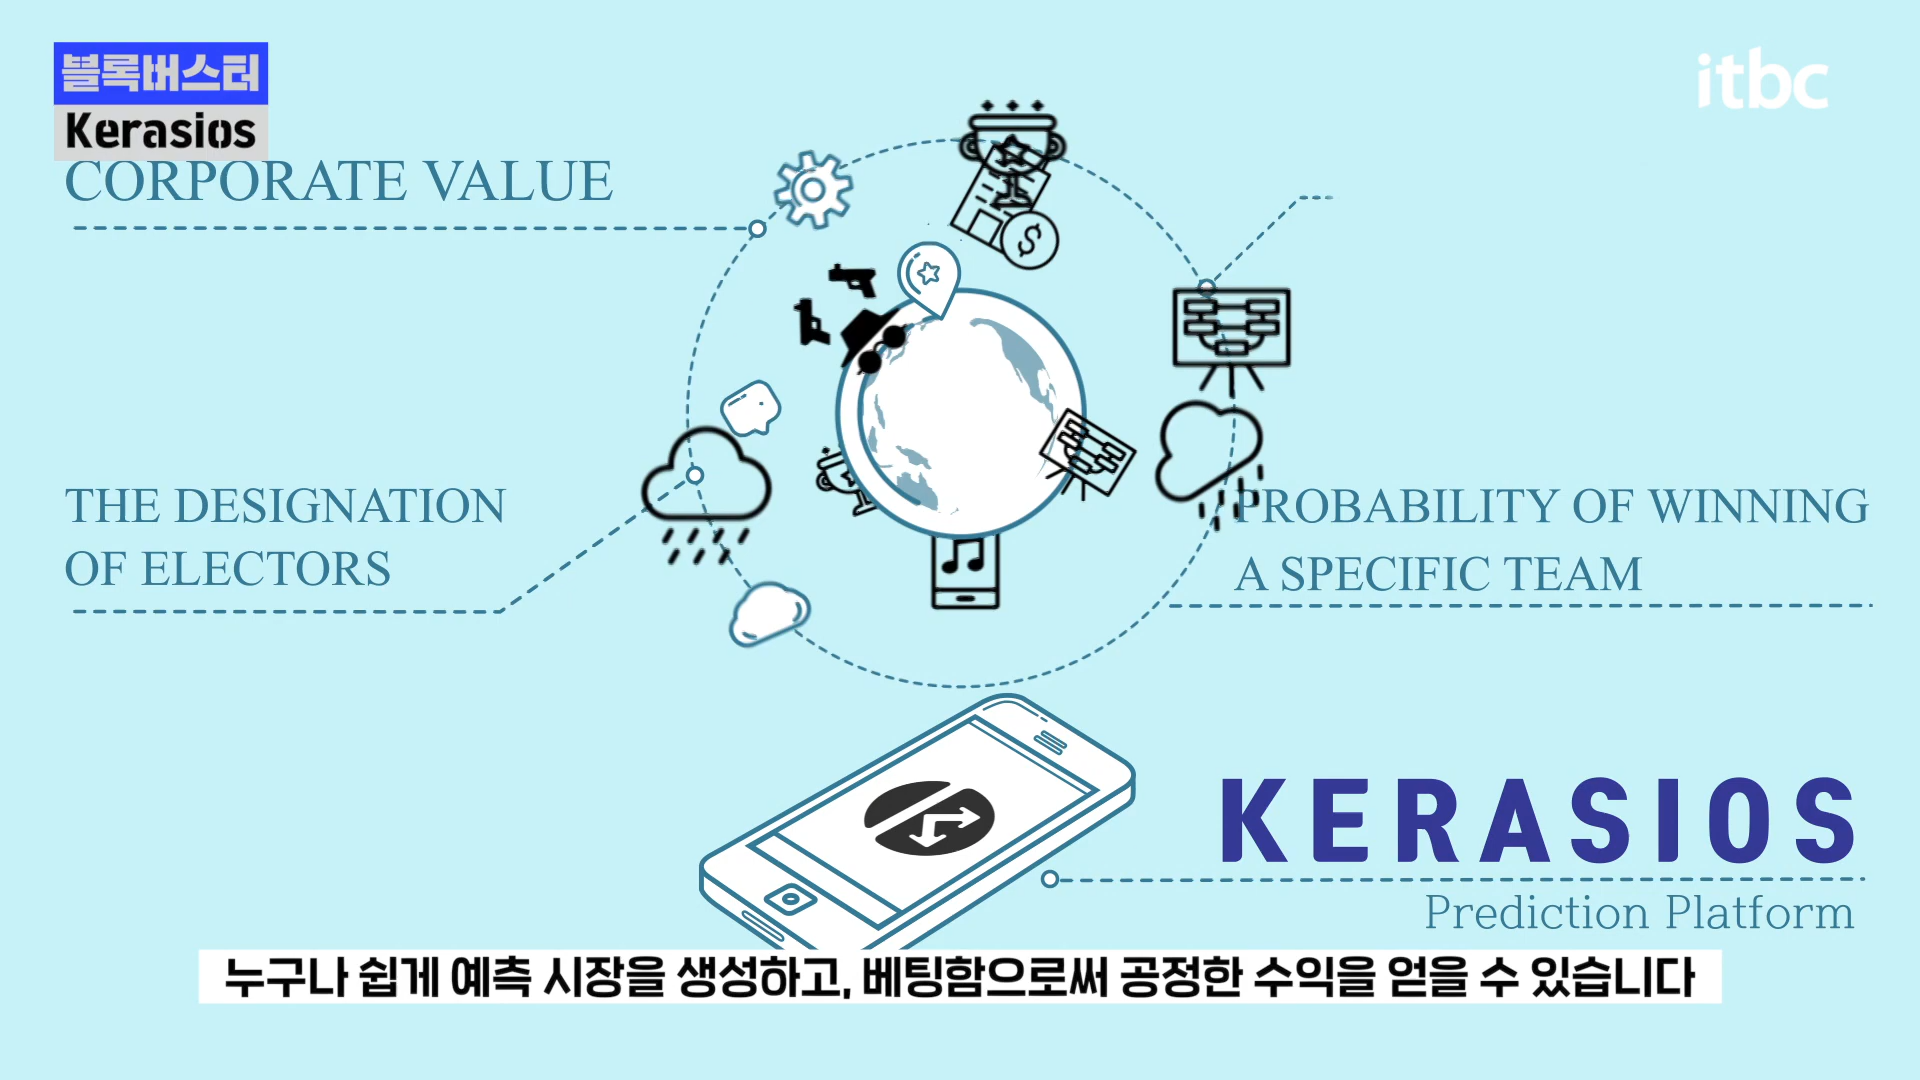 블록버스터
Kerasios
itbc
CORPORATE VALUE
THE DESIGNATION
OF ELECTORS
PROBABILITY OF WINNING
A SPECIFIC TEAM
KERASIOS
Prediction Platform
누구나 쉽게 예측 시장을 생성하고, 베팅함으로써 공정한 수익을 얻을 수 있습니다